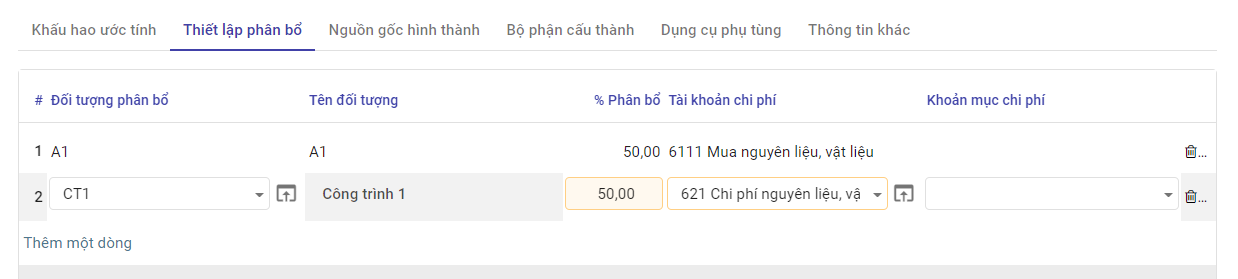 Khấu hao ước tính Thiết lập phân bổ Nguồn gốc hình thành Bộ phận cấu thành Dụng cụ phụ tùng Thông tin khác
# Đối tượng phân bổ Tên đối tượng % Phân bổ Tài khoản chi phí Khoản mục chi phí
1 A1 A1 50,00 6111 Mua nguyên liệu, vật liệu ...
2 CT1 Công trình 1 50,00 621 Chi phí nguyên liệu, vậ ...
Thêm một dòng